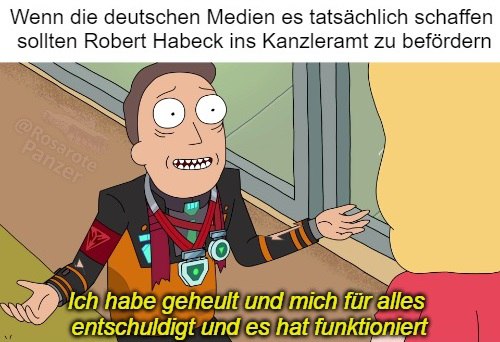 Wenn die deutschen Medien es tatsächlich schaffen
sollten Robert Habeck ins Kanzleramt zu befördern
@Rosarote
Panzer
Ich habe geheult und mich für alles
entschuldigt und es hat funktioniert